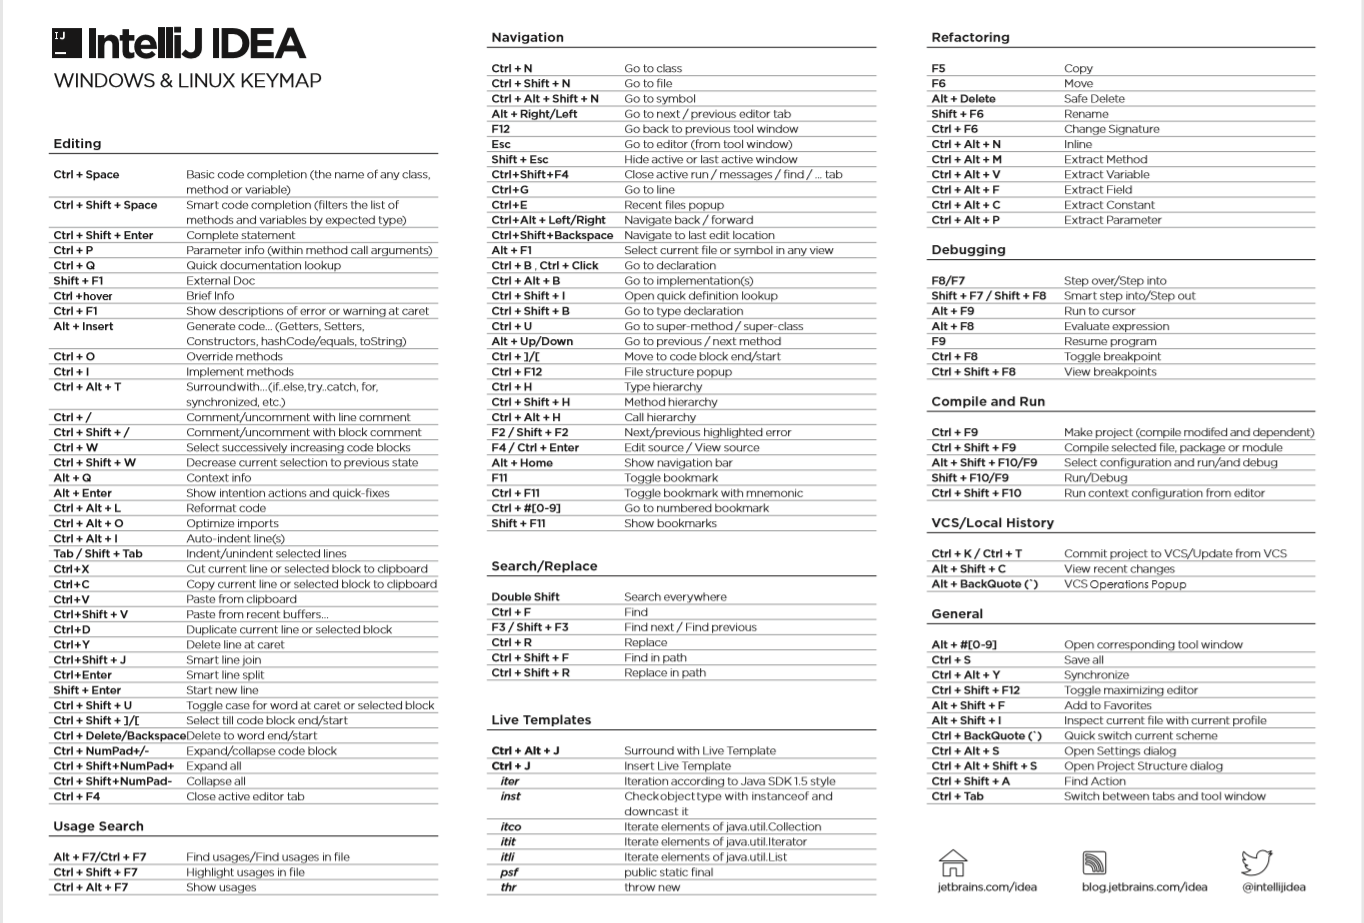 IJ IntelliJ IDEA
WINDOWS & LINUX KEYMAP
Editing
Ctrl + Space Basic code completion (the name of any class,
method or variable)
Ctrl + Shift + Space Smart code completion (filters the list of
methods and variables by expected type)
Ctrl + Shift + Enter Complete statement
Ctrl + P Parameter info (within method call arguments)
Ctrl + Q Quick documentation lookup
Shift + F1 External Doc
Ctrl +hover Brief Info
Ctrl + F1 Show descriptions of error or warning at caret
Alt + Insert Generate code... (Getters, Setters,
Constructors, hashCode/equals, toString)
Ctrl + O Override methods
Ctrl + I Implement methods
Ctrl + Alt + T Surround with...(if..else, try..catch, for,
synchronized, etc.)
Ctrl + / Comment/uncomment with line comment
Ctrl + Shift + / Comment/uncomment with block comment
Ctrl + W Select successively increasing code blocks
Ctrl + Shift + W Decrease current selection to previous state
Alt + Q Context info
Alt + Enter Show intention actions and quick-fixes
Ctrl + Alt + L Reformat code
Ctrl + Alt + O Optimize imports
Ctrl + Alt + I Auto-indent line(s)
Tab / Shift + Tab Indent/unindent selected lines
Ctrl+X Cut current line or selected block to clipboard
Ctrl+C Copy current line or selected block to clipboard
Ctrl+V Paste from clipboard
Ctrl+Shift + V Paste from recent buffers...
Ctrl+D Duplicate current line or selected block
Ctrl+Y Delete line at caret
Ctrl+Shift + J Smart line join
Ctrl+Enter Smart line split
Shift + Enter Start new line
Ctrl + Shift + U Toggle case for word at caret or selected block
Ctrl + Shift + ]/[ Select till code block end/start
Ctrl + Delete/Backspace Delete to word end/start
Ctrl + NumPad+/- Expand/collapse code block
Ctrl + Shift+NumPad+ Expand all
Ctrl + Shift+NumPad- Collapse all
Ctrl + F4 Close active editor tab
Usage Search
Alt + F7/Ctrl + F7 Find usages/Find usages in file
Ctrl + Shift + F7 Highlight usages in file
Ctrl + Alt + F7 Show usages
Navigation
Ctrl + N Go to class
Ctrl + Shift + N Go to file
Ctrl + Alt + Shift + N Go to symbol
Alt + Right/Left Go to next / previous editor tab
F12 Go back to previous tool window
Esc Go to editor (from tool window)
Shift + Esc Hide active or last active window
Ctrl+Shift+F4 Close active run / messages / find / ... tab
Ctrl+G Go to line
Ctrl+E Recent files popup
Ctrl+Alt + Left/Right Navigate back / forward
Ctrl+Shift+Backspace Navigate to last edit location
Alt + F1 Select current file or symbol in any view
Ctrl + B , Ctrl + Click Go to declaration
Ctrl + Alt + B Go to implementation(s)
Ctrl + Shift + I Open quick definition lookup
Ctrl + Shift + B Go to type declaration
Ctrl + U Go to super-method / super-class
Alt + Up/Down Go to previous / next method
Ctrl + ]/[ Move to code block end/start
Ctrl + F12 File structure popup
Ctrl + H Type hierarchy
Ctrl + Shift + H Method hierarchy
Ctrl + Alt + H Call hierarchy
F2 / Shift + F2 Next/previous highlighted error
F4 / Ctrl + Enter Edit source / View source
Alt + Home Show navigation bar
F11 Toggle bookmark
Ctrl + F11 Toggle bookmark with mnemonic
Ctrl + #[0-9] Go to numbered bookmark
Shift + F11 Show bookmarks
Search/Replace
Double Shift Search everywhere
Ctrl + F Find
F3 / Shift + F3 Find next / Find previous
Ctrl + R Replace
Ctrl + Shift + F Find in path
Ctrl + Shift + R Replace in path
Live Templates
Ctrl + Alt + J Surround with Live Template
Ctrl + J Insert Live Template
iter Iteration according to Java SDK 1.5 style
inst Check object type with instanceof and
downcast it
itco Iterate elements of java.util.Collection
itit Iterate elements of java.util.Iterator
itli Iterate elements of java.util.List
psf public static final
thr throw new
Refactoring
F5 Copy
F6 Move
Alt + Delete Safe Delete
Shift + F6 Rename
Ctrl + F6 Change Signature
Ctrl + Alt + N Inline
Ctrl + Alt + M Extract Method
Ctrl + Alt + V Extract Variable
Ctrl + Alt + F Extract Field
Ctrl + Alt + C Extract Constant
Ctrl + Alt + P Extract Parameter
Debugging
F8/F7 Step over/Step into
Shift + F7 / Shift + F8 Smart step into/Step out
Alt + F9 Run to cursor
Alt + F8 Evaluate expression
F9 Resume program
Ctrl + F8 Toggle breakpoint
Ctrl + Shift + F8 View breakpoints
Compile and Run
Ctrl + F9 Make project (compile modifed and dependent)
Ctrl + Shift + F9 Compile selected file, package or module
Alt + Shift + F10/F9 Select configuration and run/and debug
Shift + F10/F9 Run/Debug
Ctrl + Shift + F10 Run context configuration from editor
VCS/Local History
Ctrl + K / Ctrl + T Commit project to VCS/Update from VCS
Alt + Shift + C View recent changes
Alt + BackQuote (`) VCS Operations Popup
General
Alt + #[0-9] Open corresponding tool window
Ctrl + S Save all
Ctrl + Alt + Y Synchronize
Ctrl + Shift + F12 Toggle maximizing editor
Alt + Shift + F Add to Favorites
Alt + Shift + I Inspect current file with current profile
Ctrl + BackQuote (`) Quick switch current scheme
Ctrl + Alt + S Open Settings dialog
Ctrl + Alt + Shift + S Open Project Structure dialog
Ctrl + Shift + A Find Action
Ctrl + Tab Switch between tabs and tool window
jetbrains.com/idea blog.jetbrains.com/idea @intellijidea